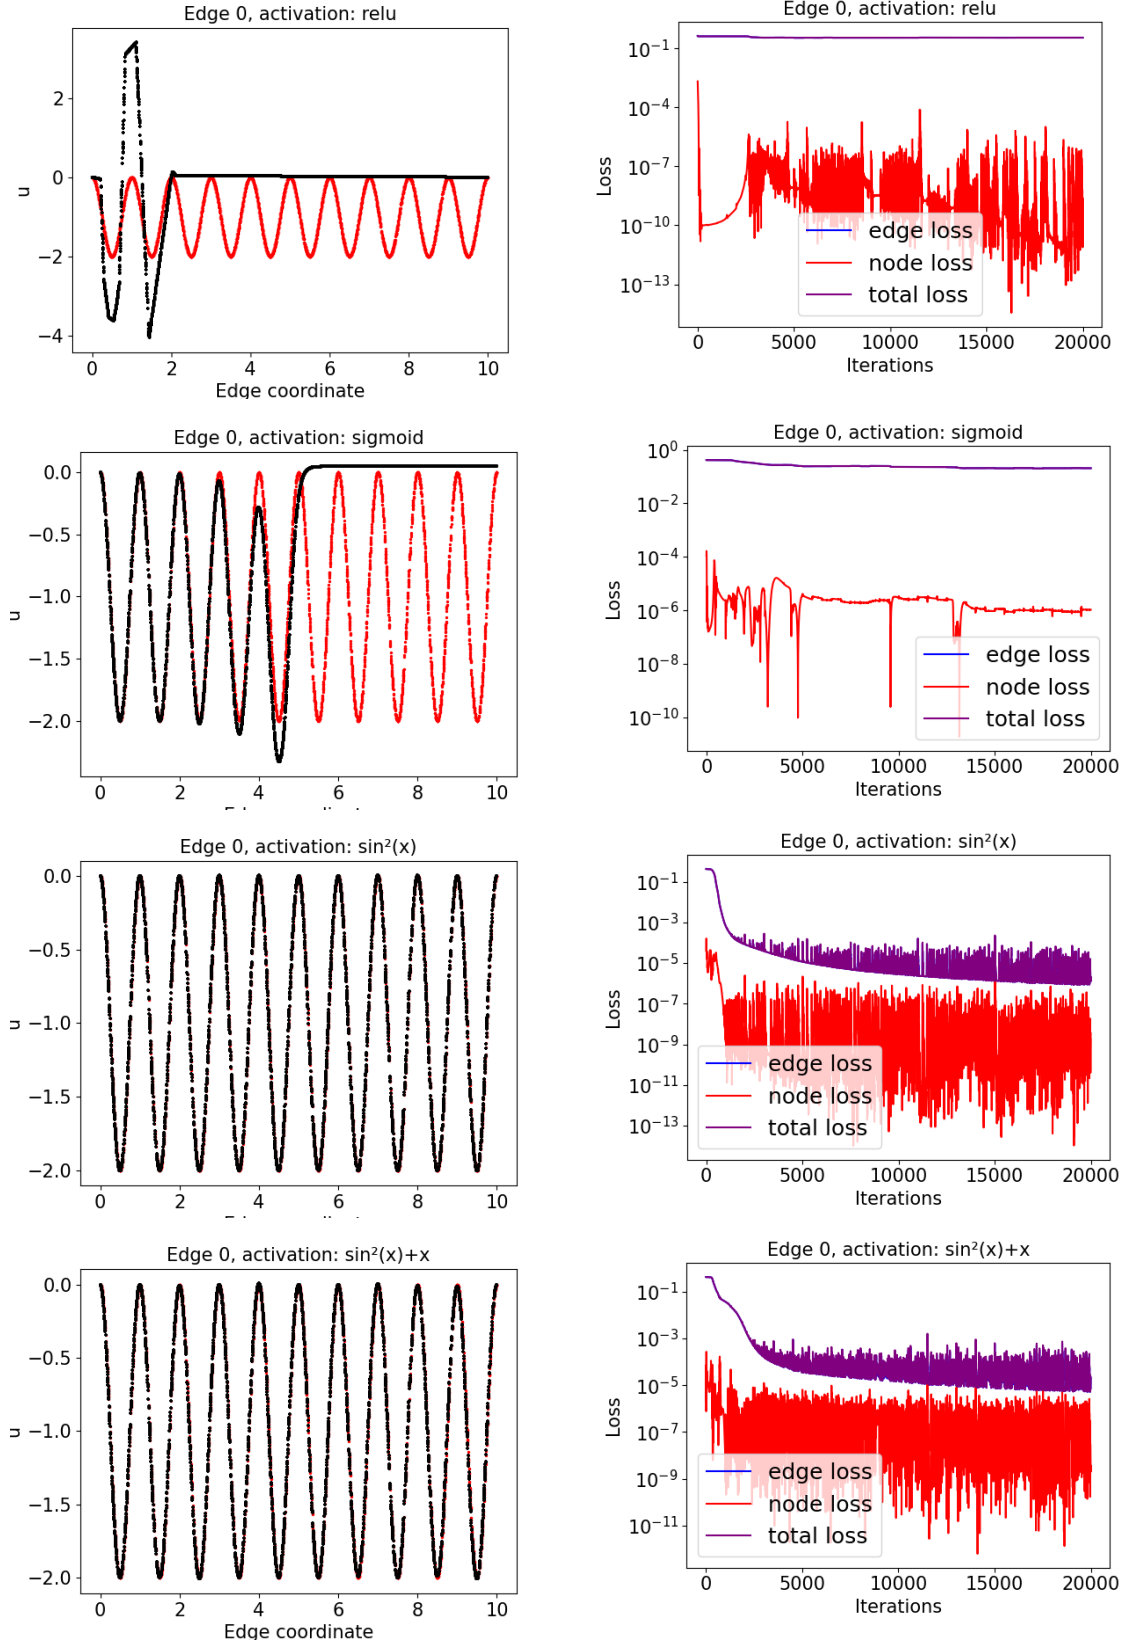 Edge 0, activation: relu
u
2
0
−2
−4
0 2 4 6 8 10
Edge coordinate
Edge 0, activation: relu
Loss
10⁻¹
10⁻⁴
10⁻⁷
10⁻¹⁰
10⁻¹³
edge loss
node loss
total loss
0 5000 10000 15000 20000
Iterations
Edge 0, activation: sigmoid
u
0.0
−0.5
−1.0
−1.5
−2.0
0 2 4 6 8 10
Edge 0, activation: sigmoid
Loss
10⁰
10⁻²
10⁻⁴
10⁻⁶
10⁻⁸
10⁻¹⁰
edge loss
node loss
total loss
0 5000 10000 15000 20000
Iterations
Edge 0, activation: sin²(x)
u
0.0
−0.5
−1.0
−1.5
−2.0
0 2 4 6 8 10
Edge 0, activation: sin²(x)
Loss
10⁻¹
10⁻³
10⁻⁵
10⁻⁷
10⁻⁹
10⁻¹¹
10⁻¹³
edge loss
node loss
total loss
0 5000 10000 15000 20000
Iterations
Edge 0, activation: sin²(x)+x
u
0.0
−0.5
−1.0
−1.5
−2.0
0 2 4 6 8 10
Edge coordinate
Edge 0, activation: sin²(x)+x
Loss
10⁻¹
10⁻³
10⁻⁵
10⁻⁷
10⁻⁹
10⁻¹¹
edge loss
node loss
total loss
0 5000 10000 15000 20000
Iterations